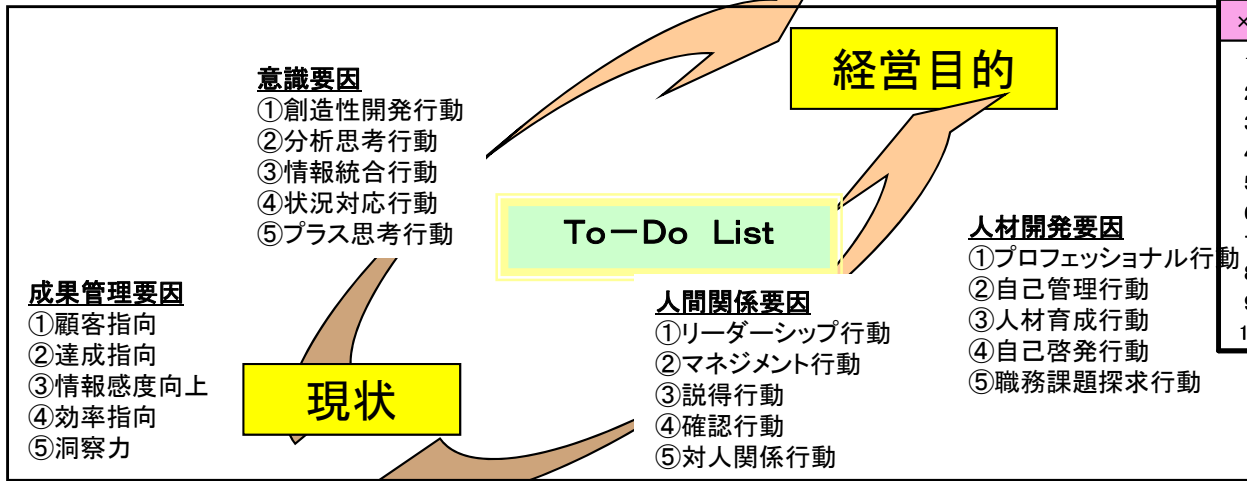 経営目的
意識要因
①創造性開発行動
②分析思考行動
③情報統合行動
④状況対応行動
⑤プラス思考行動
To-Do List
人材開発要因
①プロフェッショナル行動
②自己管理行動
③人材育成行動
④自己啓発行動
⑤職務課題探求行動
成果管理要因
①顧客指向
②達成指向
③情報感度向上
④効率指向
⑤洞察力
現状
人間関係要因
①リーダーシップ行動
②マネジメント行動
③説得行動
④確認行動
⑤対人関係行動
×